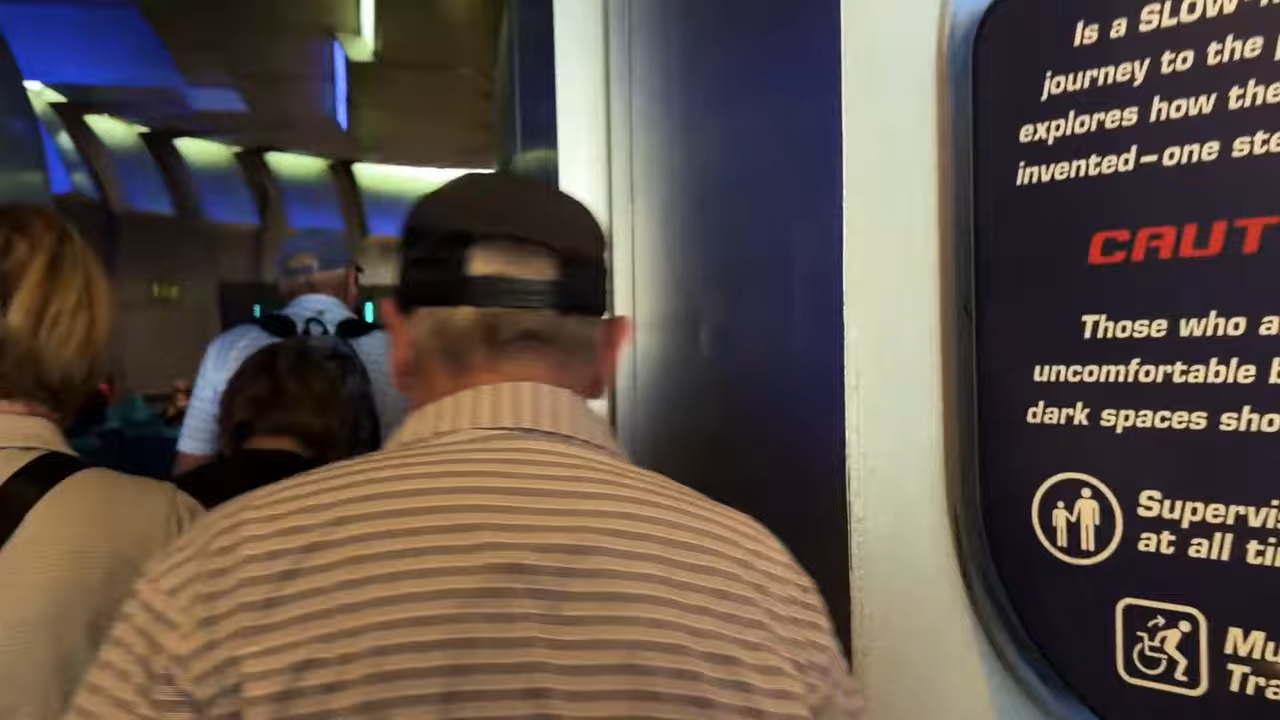 Is a SLOW-
journey to the
explores how the
invented–one ste
CAUT
Those who a
uncomfortable b
dark spaces sho
Supervis
at all ti
Mu
Tra